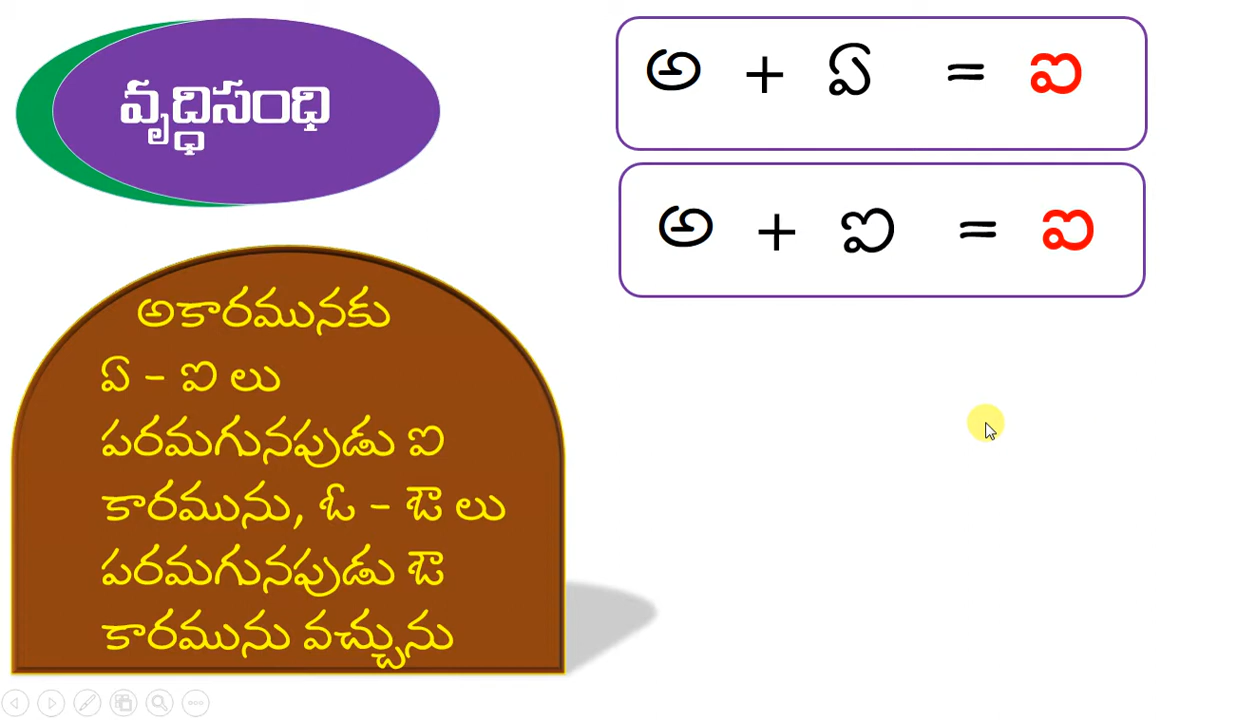 వృద్ధిసంధి
అ + ఏ = ఐ
అ + ఐ = ఐ
అకారమునకు
ఏ - ఐ లు
పరమగునపుడు ఐ
కారమును, ఓ - ఔ లు
పరమగునపుడు ఔ
కారమును వచ్చును